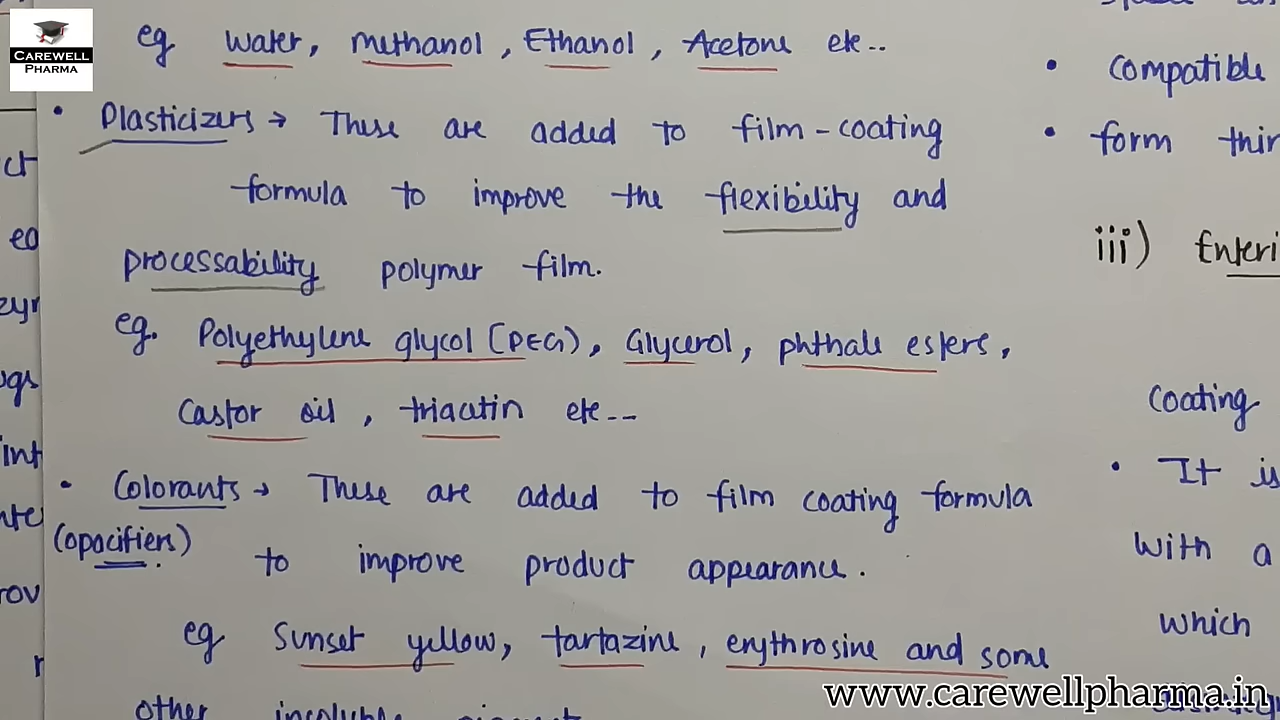 CAREWELL
PHARMA
eg Water, Methanol, Ethanol, Acetone etc..
• Plasticizers → These are added to film-coating
formula to improve the flexibility and
processability polymer film.
eg. Polyethylene glycol (PEG), Glycerol, phthale esters,
Castor oil, triacetin etc--
• Colorants → These are added to film coating formula
(opacifiers) to improve product appearance.
eg Sunset yellow, tartazine, erythrosine and some
other insoluble pigment
• compatible
• form thin
iii) Enteri
Coating
• It is
with a
which
www.carewellpharma.in